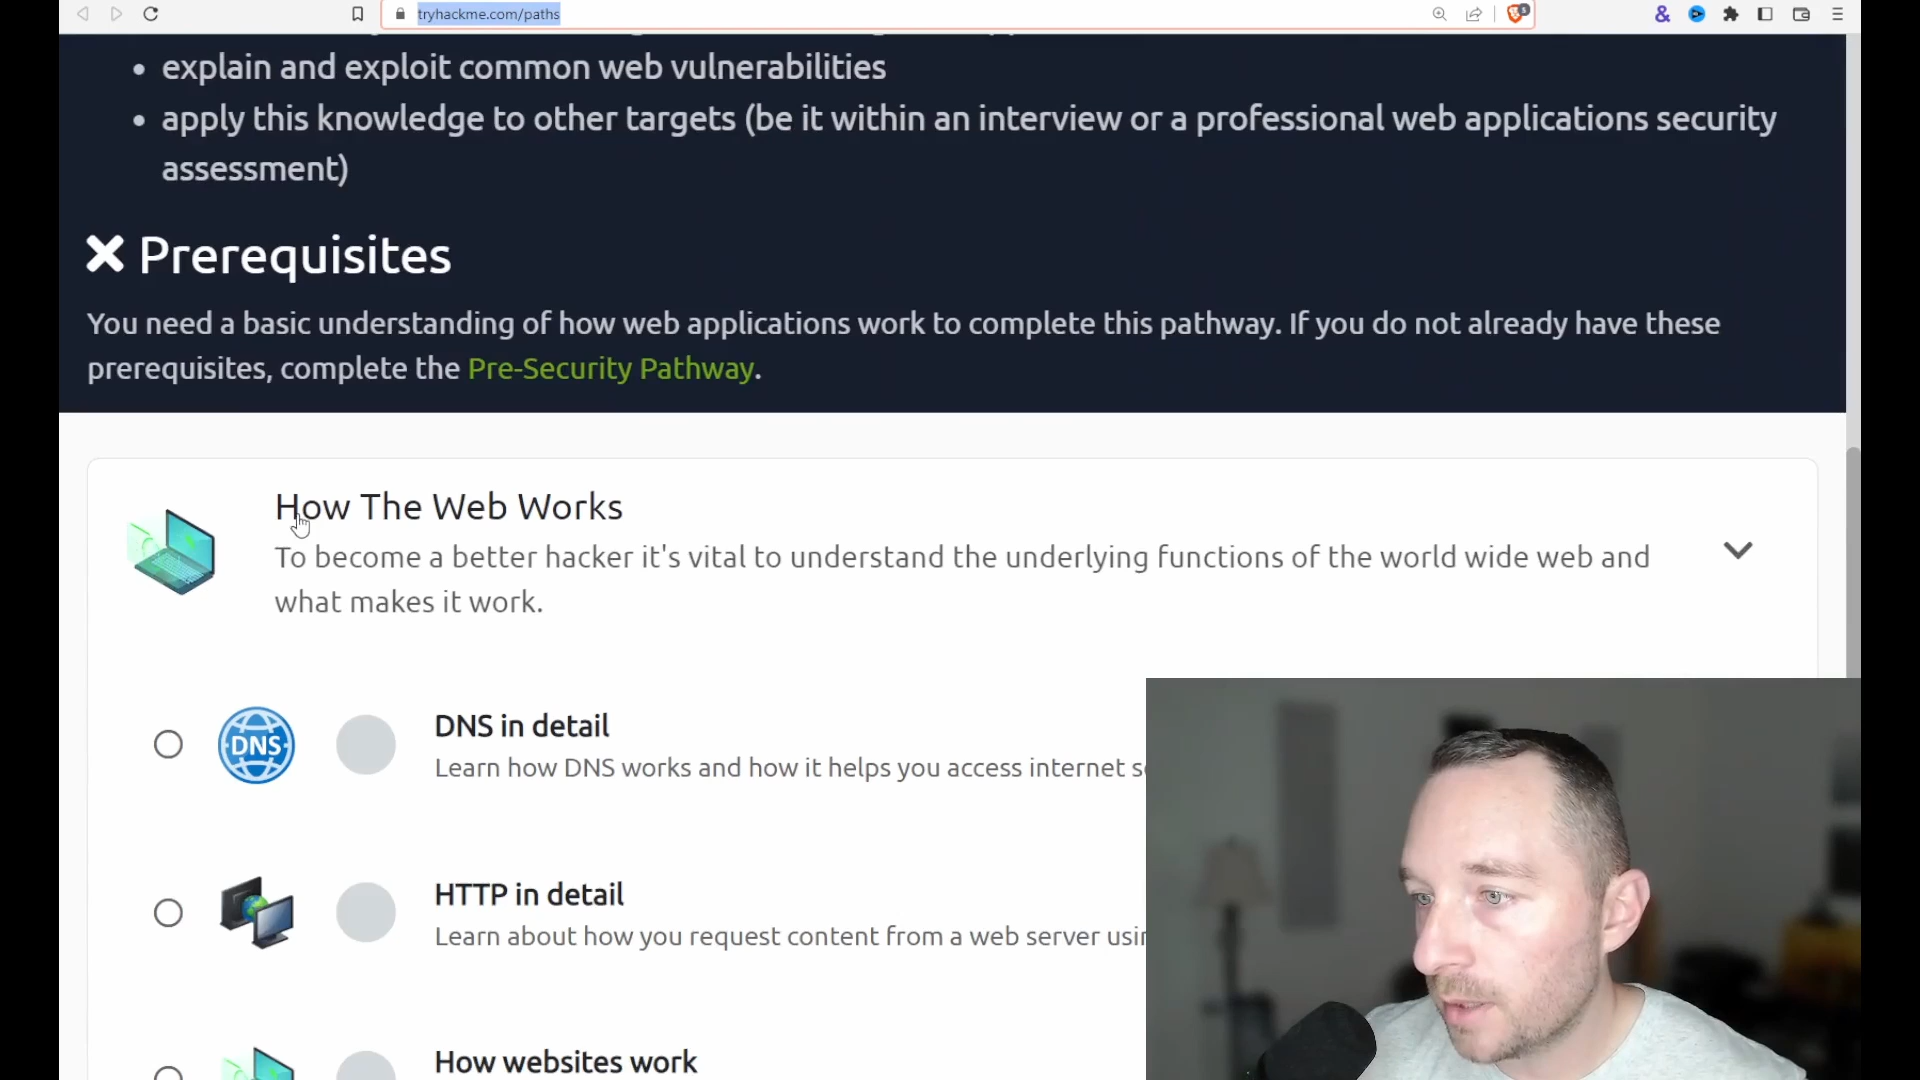 tryhackme.com/paths
explain and exploit common web vulnerabilities
apply this knowledge to other targets (be it within an interview or a professional web applications security
assessment)
Prerequisites
You need a basic understanding of how web applications work to complete this pathway. If you do not already have these
prerequisites, complete the Pre-Security Pathway.
How The Web Works
To become a better hacker it's vital to understand the underlying functions of the world wide web and
what makes it work.
DNS
DNS in detail
Learn how DNS works and how it helps you access internet
HTTP in detail
Learn about how you request content from a web server
How websites work